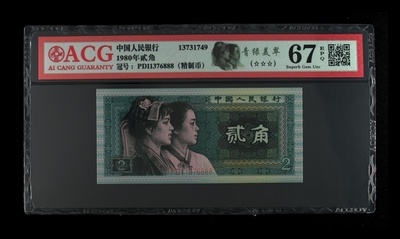 ACG
AI CANG GUARANTY
中国人民银行 13731749
1980年贰角
冠号：PD11376888（精制币）
青绿美翠
(☆☆☆)
67 EPQ
Superb Gem Unc
中国人民银行
贰角
2
2